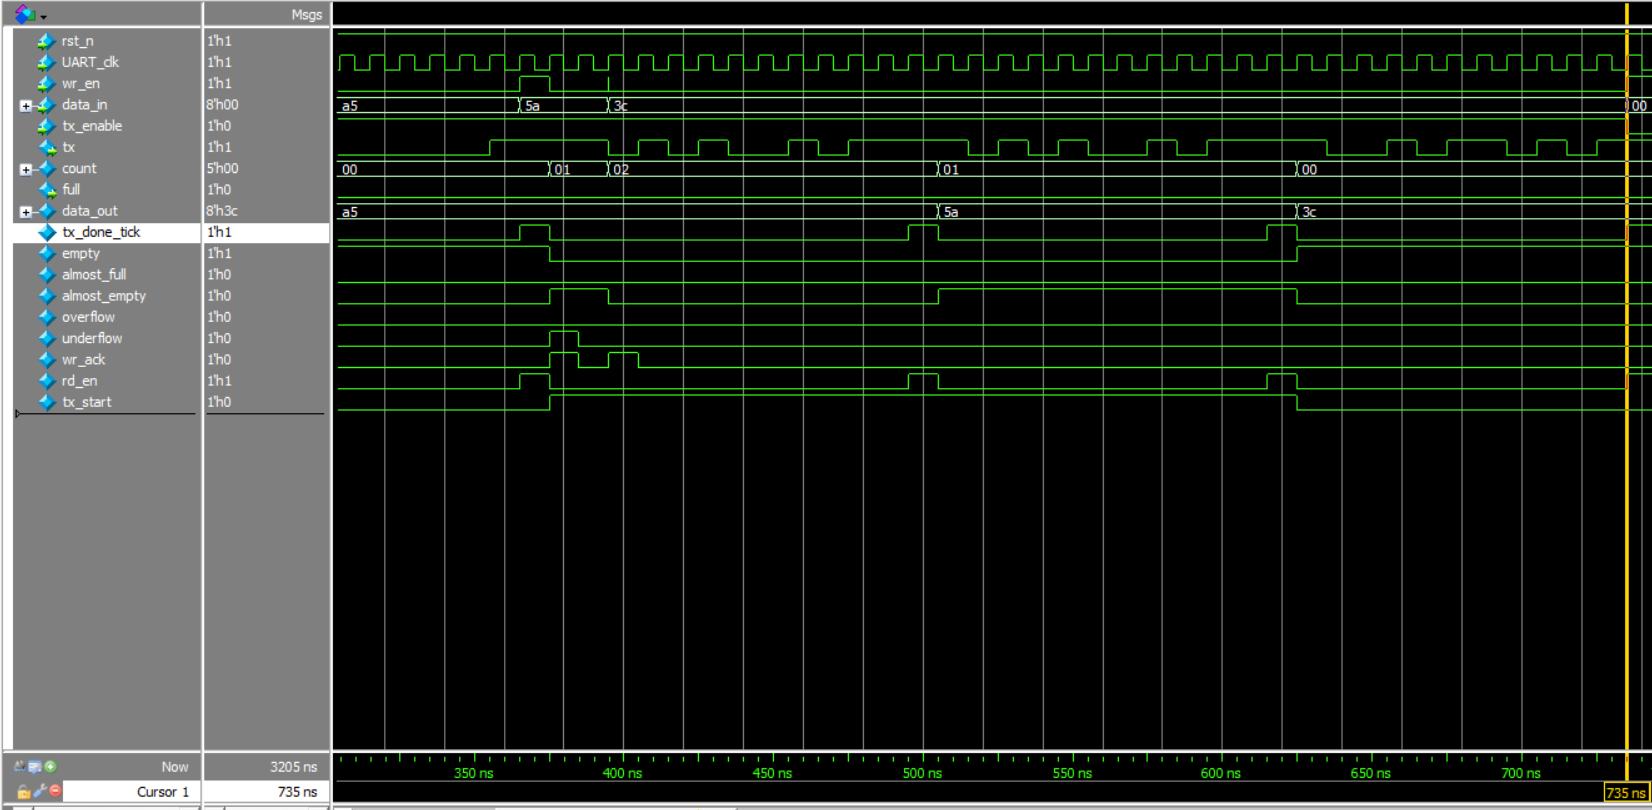 Msgs
rst_n 1'h1
UART_clk 1'h1
wr_en 1'h1
data_in 8'h00 a5 5a 3c 00
tx_enable 1'h0
tx 1'h1
count 5'h00 00 01 02 01 00
full 1'h0
data_out 8'h3c a5 5a 3c
tx_done_tick 1'h1
empty 1'h1
almost_full 1'h0
almost_empty 1'h0
overflow 1'h0
underflow 1'h0
wr_ack 1'h0
rd_en 1'h1
tx_start 1'h0
Now 3205 ns 350 ns 400 ns 450 ns 500 ns 550 ns 600 ns 650 ns 700 ns
Cursor 1 735 ns 735 ns